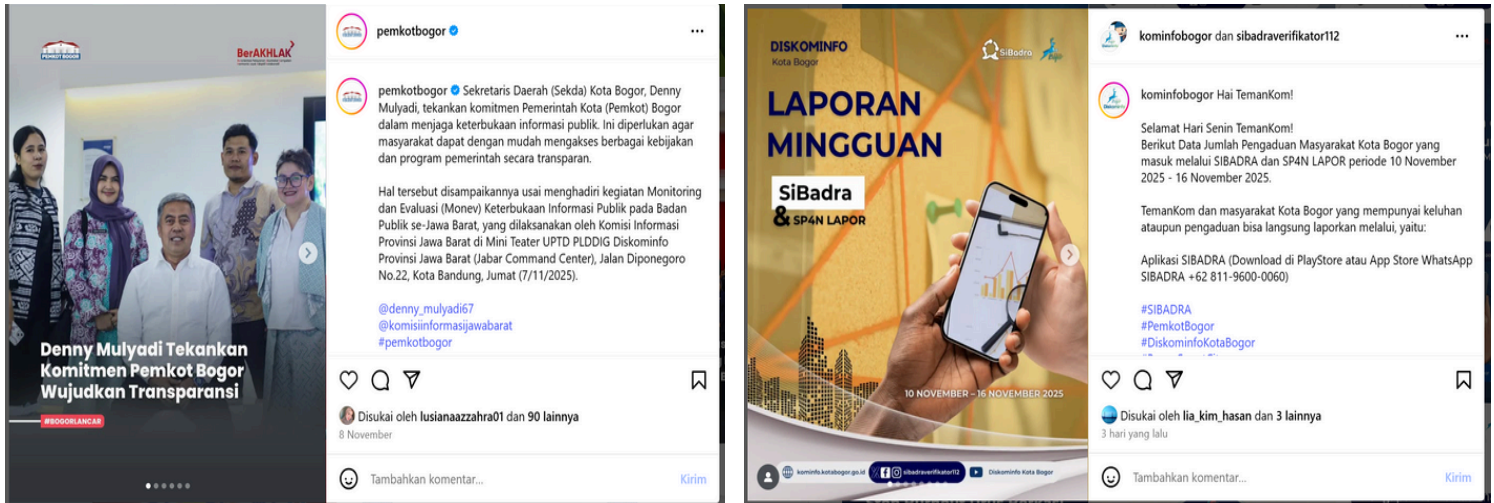 PEMKOT BOGOR
BerAKHLAK
Denny Mulyadi Tekankan
Komitmen Pemkot Bogor
Wujudkan Transparansi
#BOGORLANCAR
pemkotbogor
pemkotbogor Sekretaris Daerah (Sekda) Kota Bogor, Denny
Mulyadi, tekankan komitmen Pemerintah Kota (Pemkot) Bogor
dalam menjaga keterbukaan informasi publik. Ini diperlukan agar
masyarakat dapat dengan mudah mengakses berbagai kebijakan
dan program pemerintah secara transparan.
Hal tersebut disampaikannya usai menghadiri kegiatan Monitoring
dan Evaluasi (Monev) Keterbukaan Informasi Publik pada Badan
Publik se-Jawa Barat, yang dilaksanakan oleh Komisi Informasi
Provinsi Jawa Barat di Mini Teater UPTD PLDDIG Diskominfo
Provinsi Jawa Barat (Jabar Command Center), Jalan Diponegoro
No.22, Kota Bandung, Jumat (7/11/2025).
@denny_mulyadi67
@komisiinformasijawabarat
#pemkotbogor
Disukai oleh lusianaazzahra01 dan 90 lainnya
8 November
Tambahkan komentar...
Kirim
DISKOMINFO
Kota Bogor
SiBadra
LAPORAN
MINGGUAN
SiBadra
& SP4N LAPOR
10 NOVEMBER – 16 NOVEMBER 2025
kominfo.kotabogor.go.id
sibadraverifikator112
Diskominfo Kota Bogor
kominfobogor dan sibadraverifikator112
kominfobogor Hai TemanKom!
Selamat Hari Senin TemanKom!
Berikut Data Jumlah Pengaduan Masyarakat Kota Bogor yang
masuk melalui SIBADRA dan SP4N LAPOR periode 10 November
2025 - 16 November 2025.
TemanKom dan masyarakat Kota Bogor yang mempunyai keluhan
ataupun pengaduan bisa langsung laporkan melalui, yaitu:
Aplikasi SIBADRA (Download di PlayStore atau App Store WhatsApp
SIBADRA +62 811-9600-0060)
#SIBADRA
#PemkotBogor
#DiskominfoKotaBogor
Disukai oleh lia_kim_hasan dan 3 lainnya
3 hari yang lalu
Tambahkan komentar...
Kirim